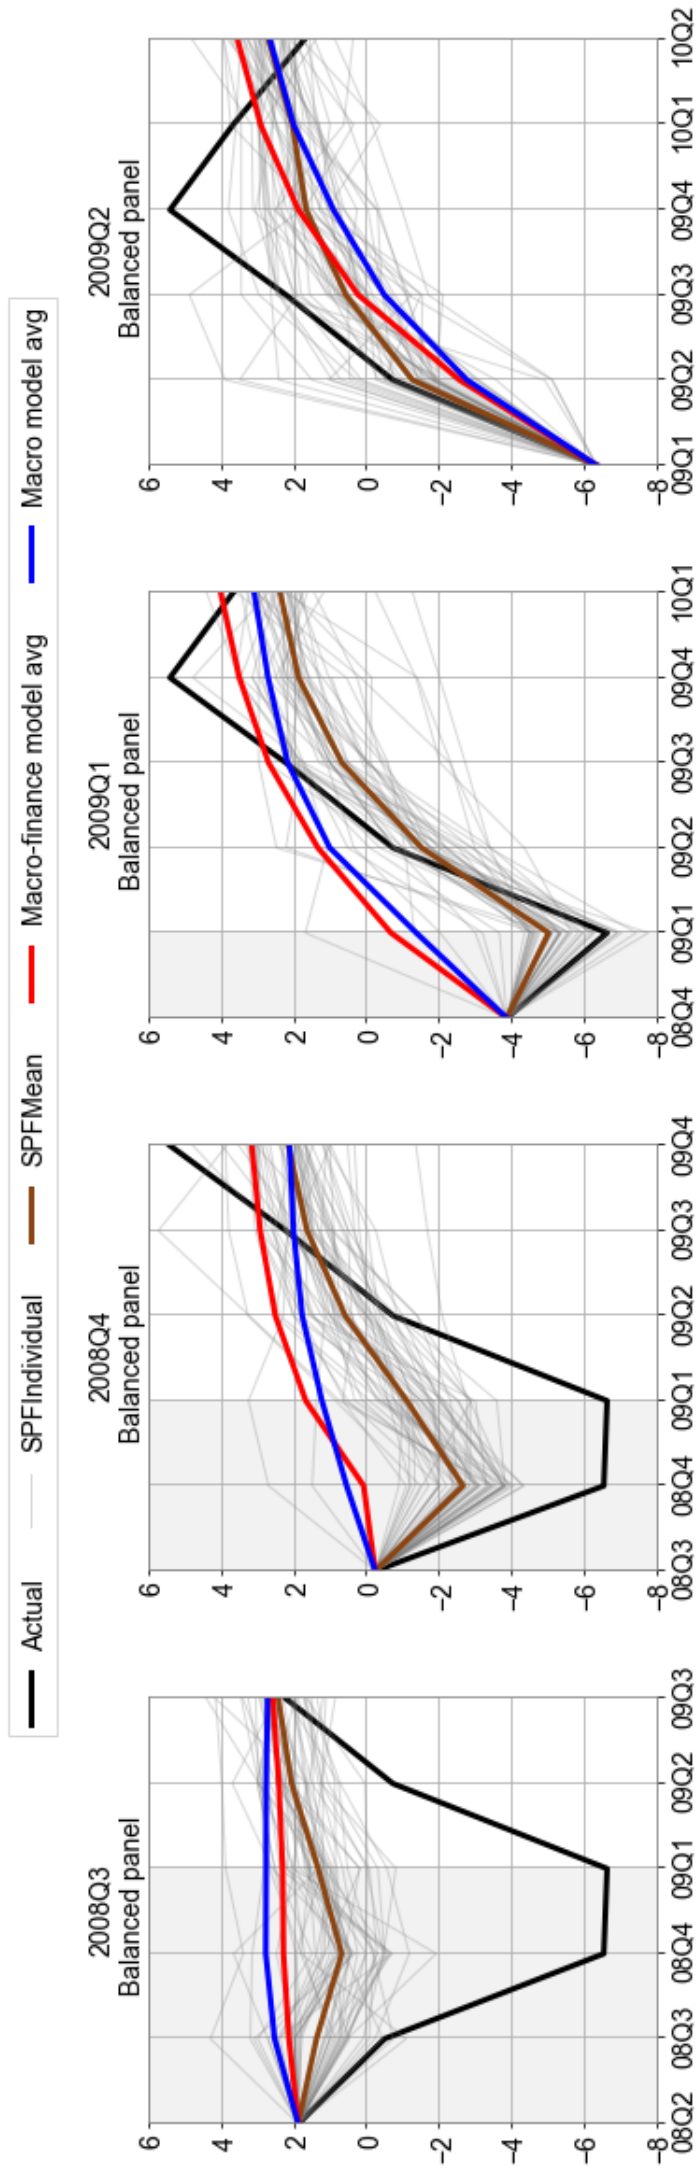 Actual SPFIndividual SPFMean Macro-finance model avg Macro model avg
2008Q3
Balanced panel
6
4
2
0
−2
−4
−6
−8
08Q2 08Q3 08Q4 09Q1 09Q2 09Q3
2008Q4
Balanced panel
6
4
2
0
−2
−4
−6
−8
08Q3 08Q4 09Q1 09Q2 09Q3 09Q4
2009Q1
Balanced panel
6
4
2
0
−2
−4
−6
−8
08Q4 09Q1 09Q2 09Q3 09Q4 10Q1
2009Q2
Balanced panel
6
4
2
0
−2
−4
−6
−8
09Q1 09Q2 09Q3 09Q4 10Q1 10Q2